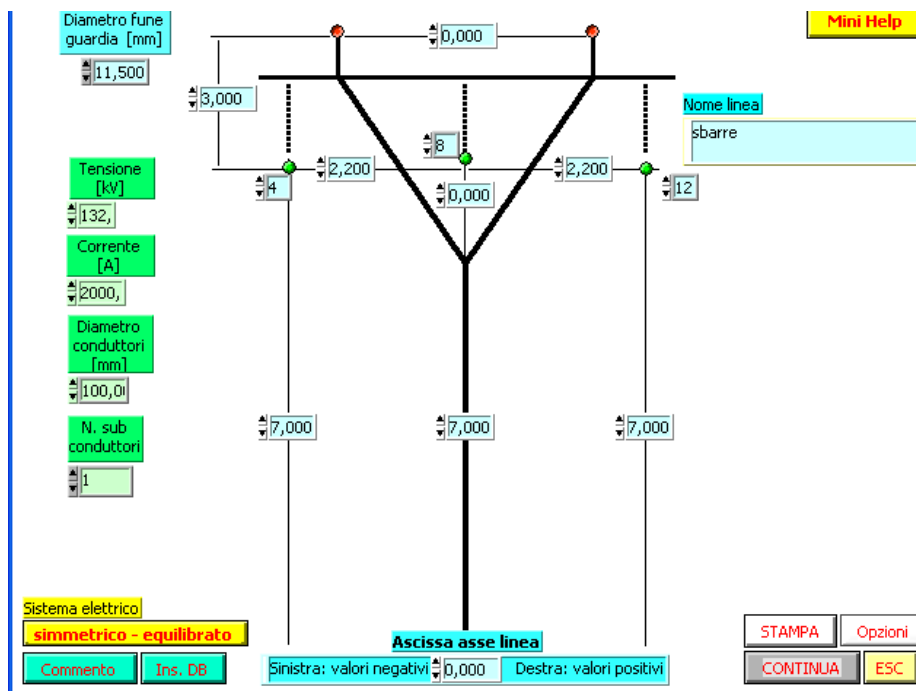 Diametro fune
guardia [mm]
11,500
0,000
Mini Help
3,000
Nome linea
sbarre
8
2,200
2,200
4
0,000
12
Tensione
[kV]
132,
Corrente
[A]
2000,
Diametro
conduttori
[mm]
100,0
N. sub
conduttori
1
7,000
7,000
7,000
Sistema elettrico
simmetrico - equilibrato
Commento
Ins. DB
Ascissa asse linea
Sinistra: valori negativi
0,000
Destra: valori positivi
STAMPA
Opzioni
CONTINUA
ESC